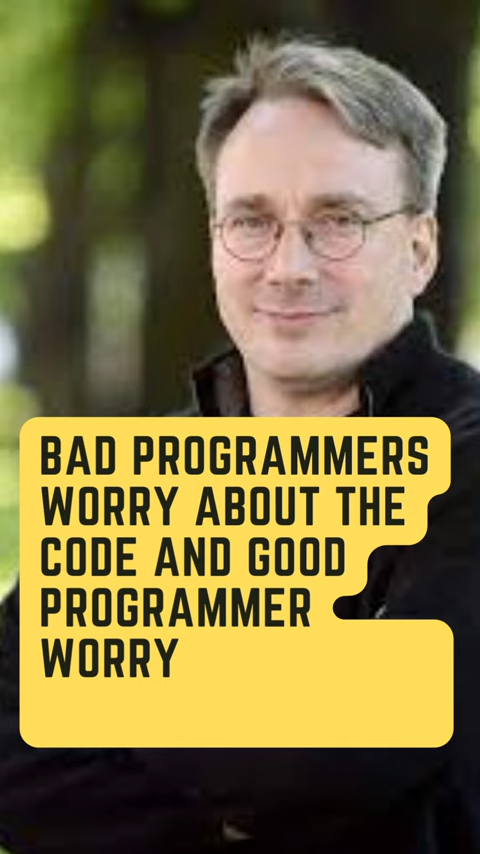 BAD PROGRAMMERS
WORRY ABOUT THE
CODE AND GOOD
PROGRAMMER
WORRY